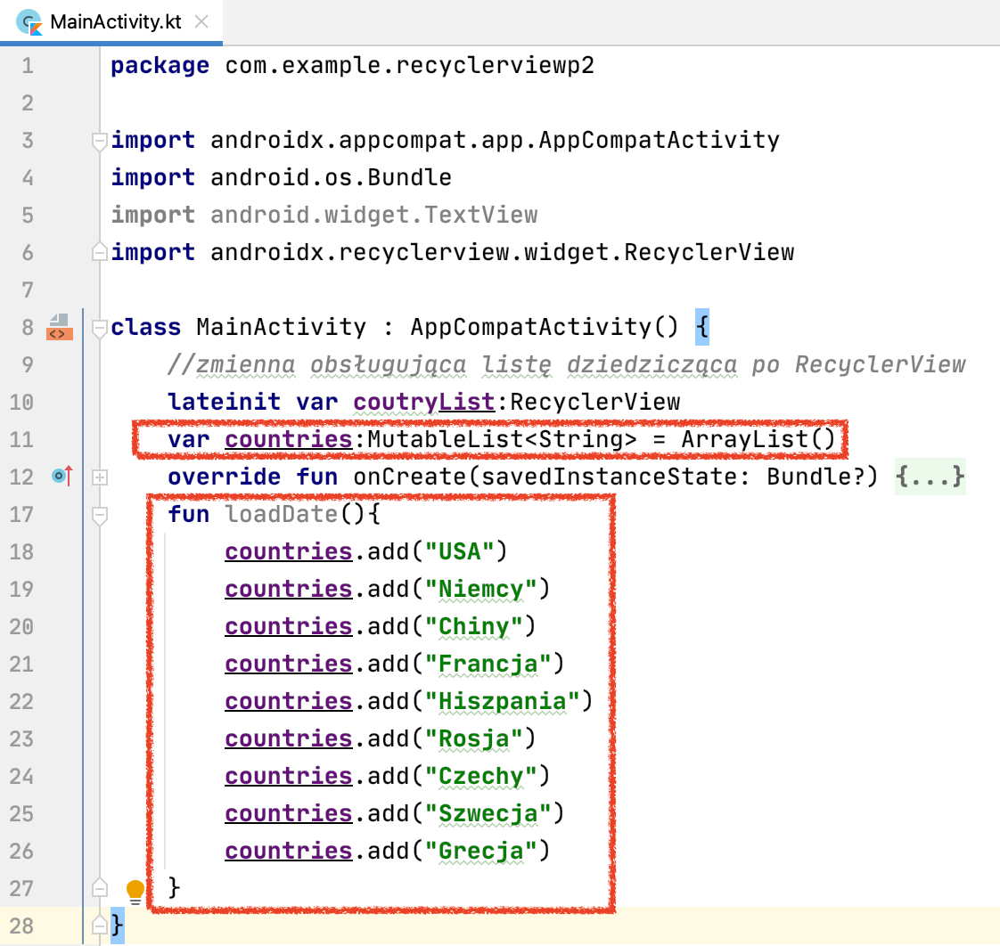 MainActivity.kt
1 package com.example.recyclerviewp2
2
3 import androidx.appcompat.app.AppCompatActivity
4 import android.os.Bundle
5 import android.widget.TextView
6 import androidx.recyclerview.widget.RecyclerView
7
8 class MainActivity : AppCompatActivity() {
9 //zmienna obsługująca listę dziedzicząca po RecyclerView
10 lateinit var coutryList:RecyclerView
11 var countries:MutableList<String> = ArrayList()
12 override fun onCreate(savedInstanceState: Bundle?) {...}
17 fun loadDate(){
18 countries.add("USA")
19 countries.add("Niemcy")
20 countries.add("Chiny")
21 countries.add("Francja")
22 countries.add("Hiszpania")
23 countries.add("Rosja")
24 countries.add("Czechy")
25 countries.add("Szwecja")
26 countries.add("Grecja")
27 }
28 }